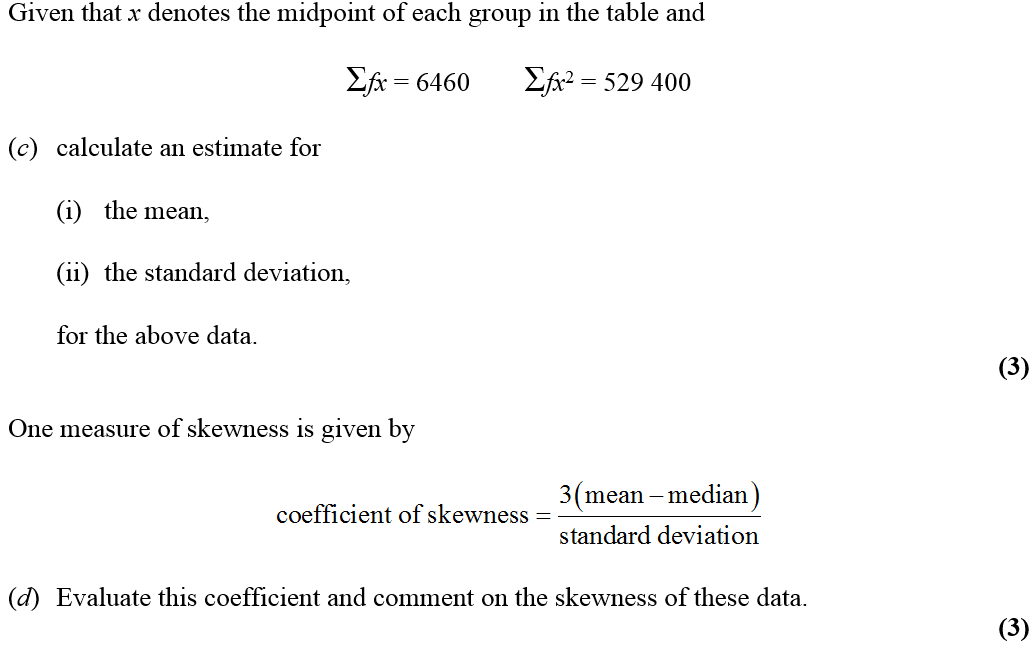 Given that x denotes the midpoint of each group in the table and
Σfx = 6460 Σfx² = 529 400
(c) calculate an estimate for
(i) the mean,
(ii) the standard deviation,
for the above data.
(3)
One measure of skewness is given by
coefficient of skewness = 3(mean – median) / standard deviation
(d) Evaluate this coefficient and comment on the skewness of these data.
(3)